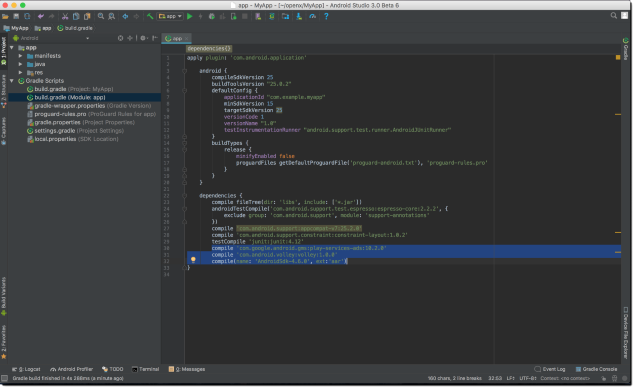 app - MyApp - [~/openx/MyApp] - Android Studio 3.0 Beta 6
app
MyApp app build.gradle
Android
app
manifests
java
res
Gradle Scripts
build.gradle (Project: MyApp)
build.gradle (Module: app)
gradle-wrapper.properties (Gradle Version)
proguard-rules.pro (ProGuard Rules for app)
gradle.properties (Project Properties)
settings.gradle (Project Settings)
local.properties (SDK Location)
1: Project
7: Structure
Captures
Build Variants
2: Favorites
app
dependencies{}
apply plugin: 'com.android.application'
android {
compileSdkVersion 25
buildToolsVersion "25.0.2"
defaultConfig {
applicationId "com.example.myapp"
minSdkVersion 15
targetSdkVersion 25
versionCode 1
versionName "1.0"
testInstrumentationRunner "android.support.test.runner.AndroidJUnitRunner"
}
buildTypes {
release {
minifyEnabled false
proguardFiles getDefaultProguardFile('proguard-android.txt'), 'proguard-rules.pro'
}
}
}
dependencies {
compile fileTree(dir: 'libs', include: ['*.jar'])
androidTestCompile('com.android.support.test.espresso:espresso-core:2.2.2', {
exclude group: 'com.android.support', module: 'support-annotations'
})
compile 'com.android.support:appcompat-v7:25.2.0'
compile 'com.android.support.constraint:constraint-layout:1.0.2'
testCompile 'junit:junit:4.12'
compile 'com.google.android.gms:play-services-ads:10.2.0'
compile 'com.android.volley:volley:1.0.0'
compile(name: 'AndroidSdk-4.8.0', ext:'aar')
}
Gradle
Device File Explorer
6: Logcat Android Profiler TODO Terminal 0: Messages Event Log Gradle Console
Gradle build finished in 4s 268ms (a minute ago) 160 chars, 2 line breaks 32:53 LF÷ UTF-8÷ Context: <no context>